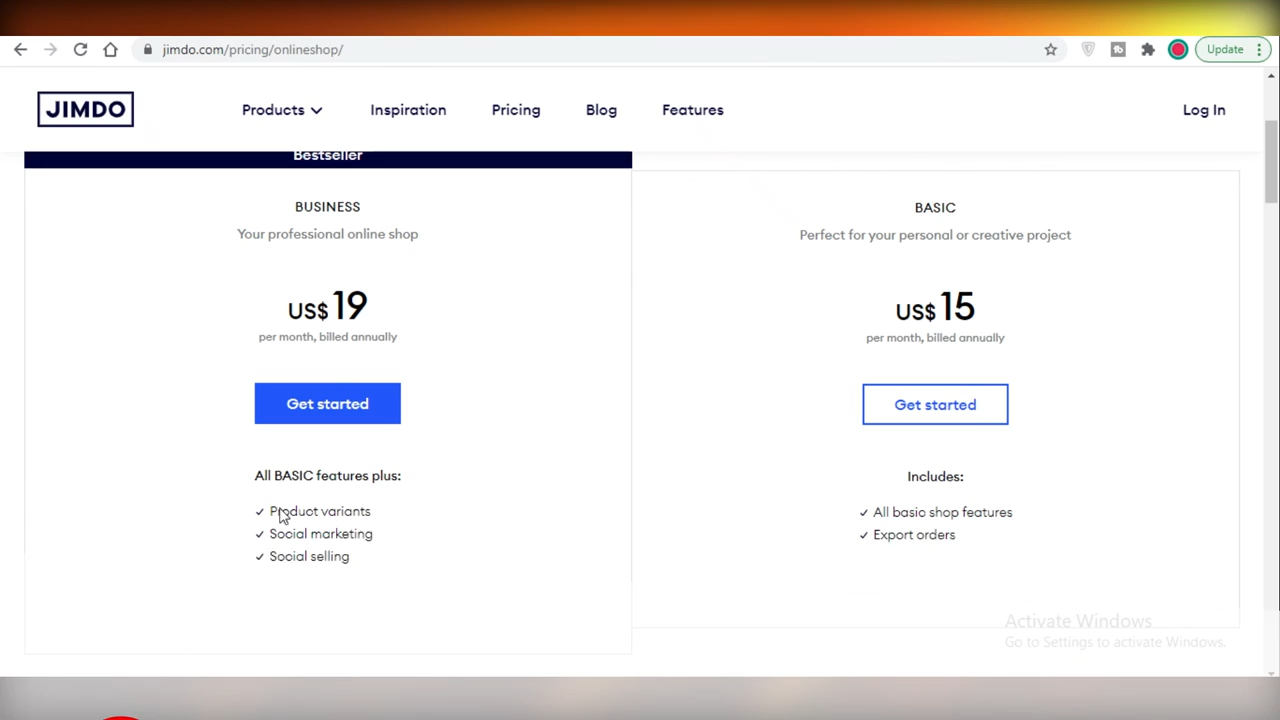 jimdo.com/pricing/onlineshop/
Update
JIMDO
Products
Inspiration
Pricing
Blog
Features
Log In
Bestseller
BUSINESS
Your professional online shop
US$ 19
per month, billed annually
Get started
All BASIC features plus:
Product variants
Social marketing
Social selling
BASIC
Perfect for your personal or creative project
US$ 15
per month, billed annually
Get started
Includes:
All basic shop features
Export orders
Activate Windows
Go to Settings to activate Windows.